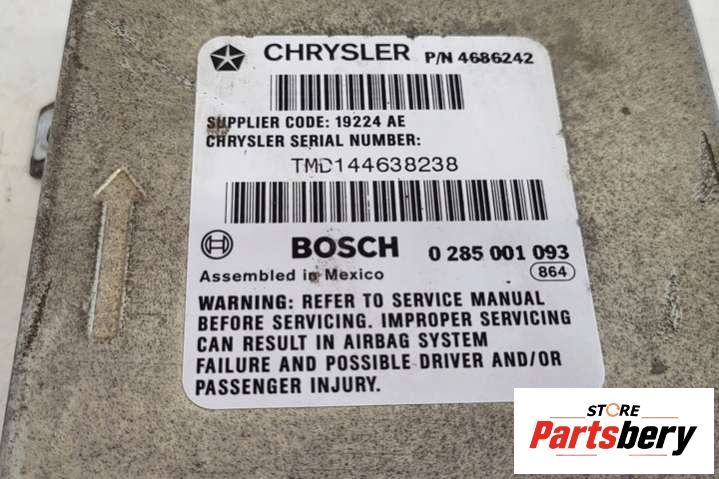 CHRYSLER P/N 4686242
SUPPLIER CODE: 19224 AE
CHRYSLER SERIAL NUMBER:
TMD144638238
BOSCH 0 285 001 093
Assembled in Mexico 864
WARNING: REFER TO SERVICE MANUAL
BEFORE SERVICING. IMPROPER SERVICING
CAN RESULT IN AIRBAG SYSTEM
FAILURE AND POSSIBLE DRIVER AND/OR
PASSENGER INJURY.
STORE
Partsbery